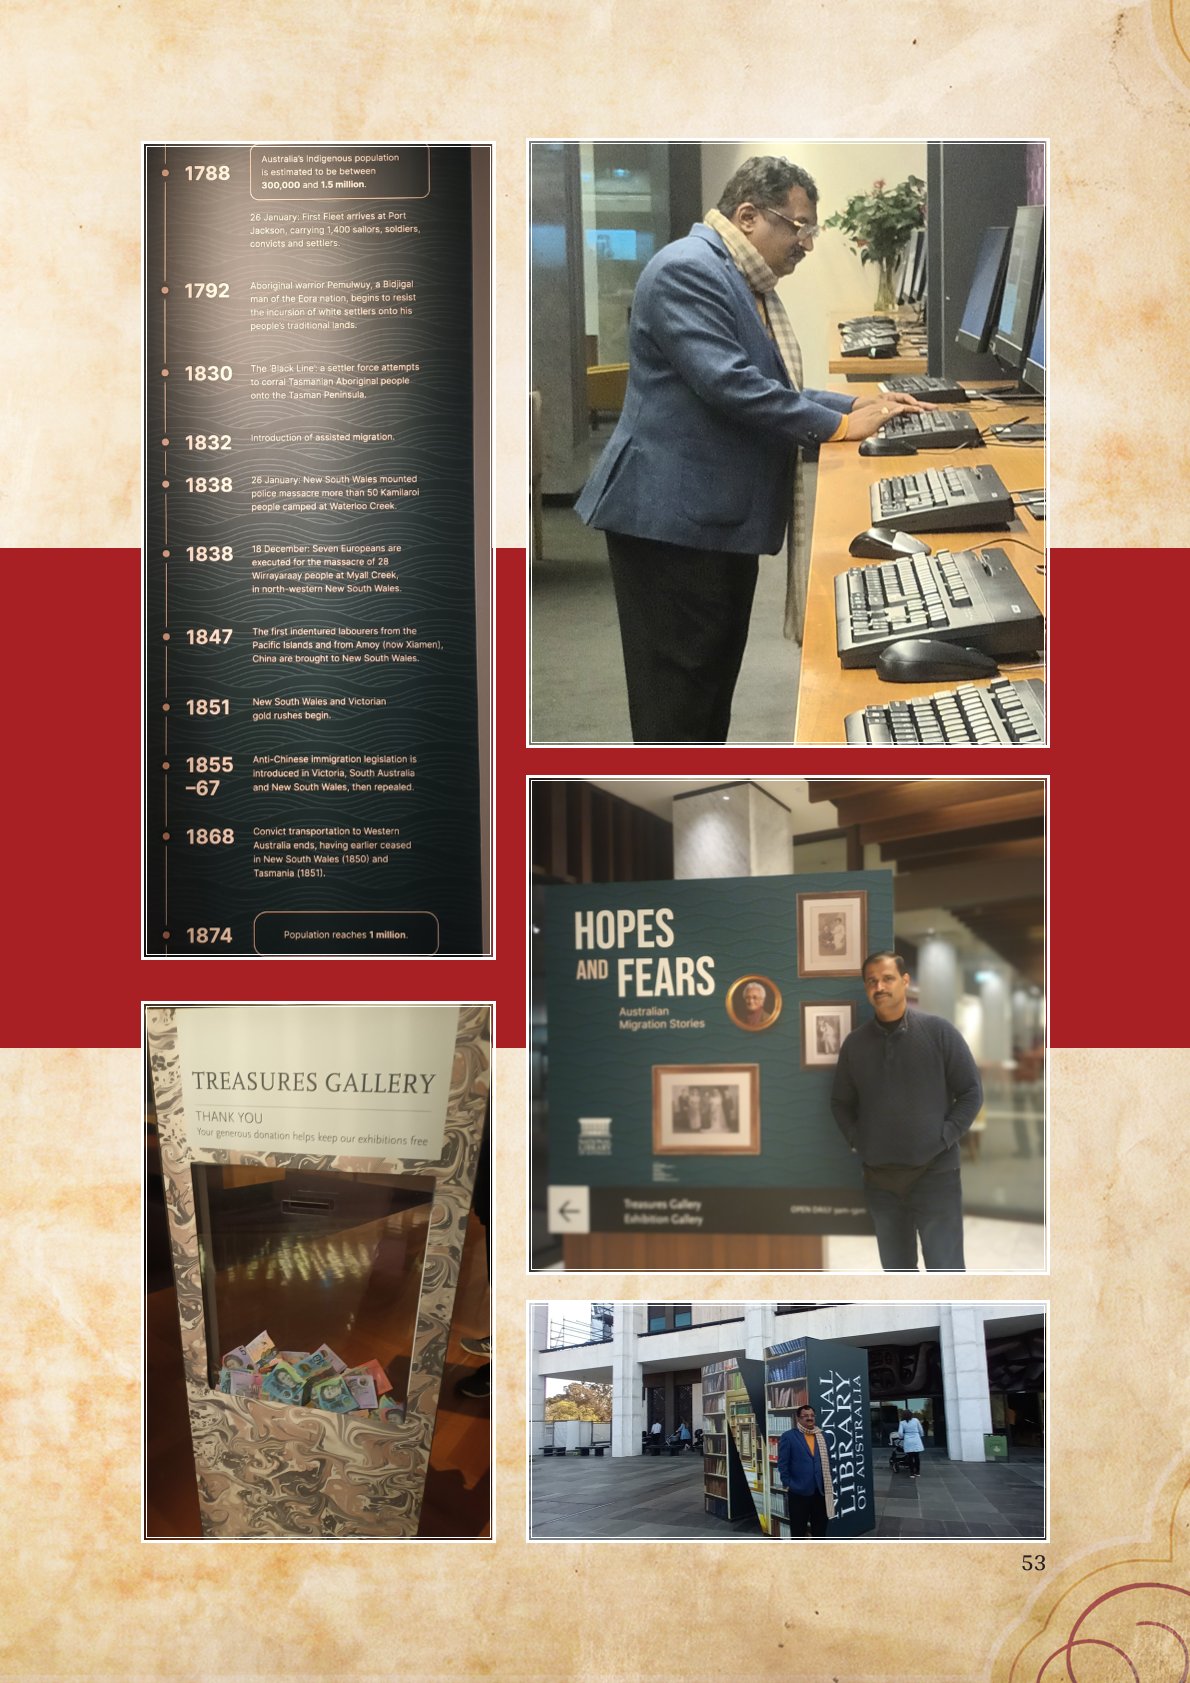 1788
Australia's Indigenous population
is estimated to be between
300,000 and 1.5 million.
26 January: First Fleet arrives at Port
Jackson, carrying 1,400 sailors, soldiers,
convicts and settlers.
1792
Aboriginal warrior Pemulwuy, a Bidjigal
man of the Eora nation, begins to resist
the incursion of white settlers onto his
people's traditional lands.
1830
The 'Black Line': a settler force attempts
to corral Tasmanian Aboriginal people
onto the Tasman Peninsula.
1832
Introduction of assisted migration.
1838
26 January: New South Wales mounted
police massacre more than 50 Kamilaroi
people camped at Waterloo Creek.
1838
18 December: Seven Europeans are
executed for the massacre of 28
Wirrayaraay people at Myall Creek,
in north-western New South Wales.
1847
The first indentured labourers from the
Pacific Islands and from Amoy (now Xiamen),
China are brought to New South Wales.
1851
New South Wales and Victorian
gold rushes begin.
1855
–67
Anti-Chinese immigration legislation is
introduced in Victoria, South Australia
and New South Wales, then repealed.
1868
Convict transportation to Western
Australia ends, having earlier ceased
in New South Wales (1850) and
Tasmania (1851).
1874
Population reaches 1 million.
HOPES
AND FEARS
Australian
Migration Stories
NATIONAL
LIBRARY
Treasures Gallery
Exhibition Gallery
OPEN DAILY 9am–5pm
TREASURES GALLERY
THANK YOU
Your generous donation helps keep our exhibitions free
NATIONAL
LIBRARY
OF AUSTRALIA
53